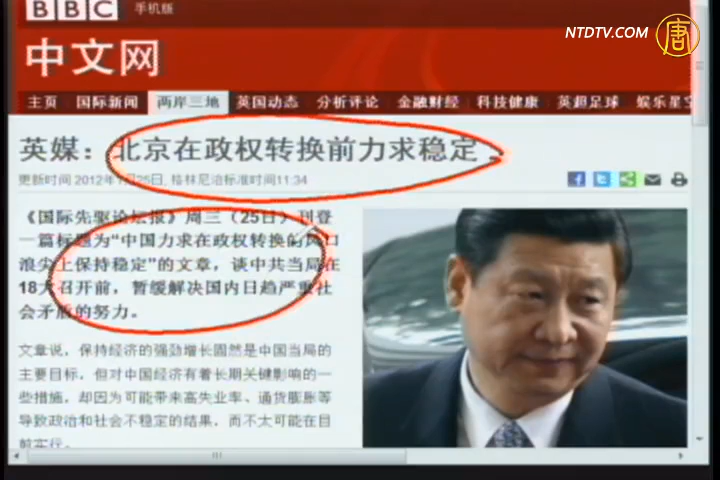 BBC 手机版
NTDTV.COM 唐
中文网
主页 国际新闻 两岸三地 英国动态 分析评论 金融财经 科技健康 英超足球 娱乐星空
英媒：北京在政权转换前力求稳定
更新时间 2012年7月25日, 格林尼治标准时间11:34
《国际先驱论坛报》周三（25日）刊登
一篇标题为“中国力求在政权转换的风口
浪尖上保持稳定”的文章，谈中共当局在
18大召开前，暂缓解决国内日趋严重社
会矛盾的努力。
文章说，保持经济的强劲增长固然是中国当局的
主要目标，但对中国经济有着长期关键影响的一
些措施，却因为可能带来高失业率、通货膨胀等
导致政治和社会不稳定的结果，而不太可能在目
前实行。